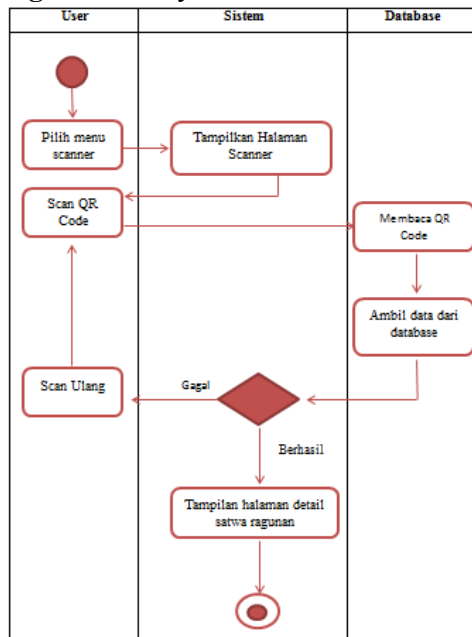 User
Sistem
Database
Pilih menu
scanner
Tampilkan Halaman
Scanner
Scan QR
Code
Membaca QR
Code
Ambil data dari
database
Scan Ulang
Gagal
Berhasil
Tampilan halaman detail
satwa ragunan